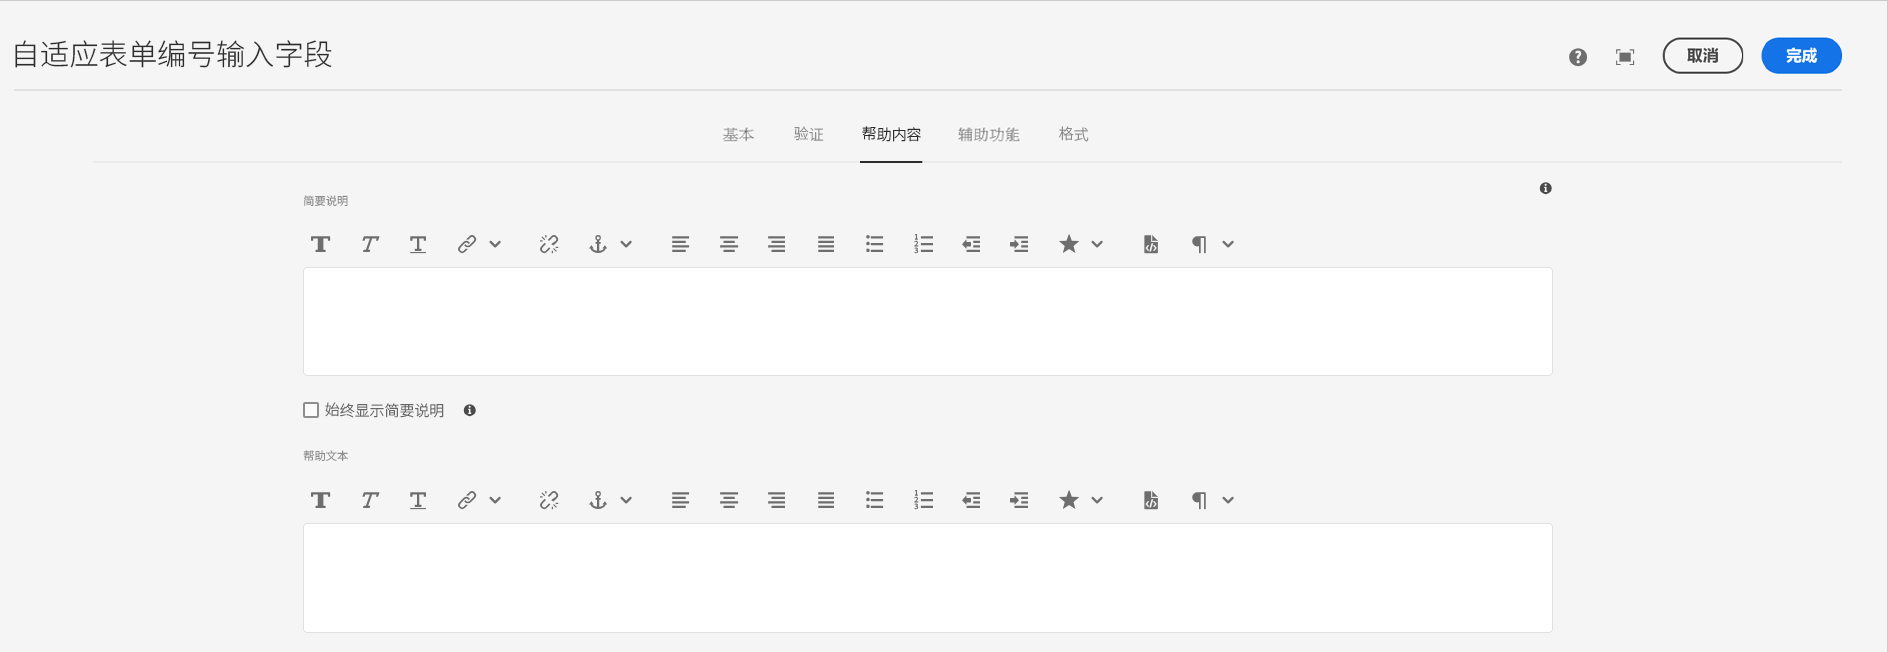 自适应表单编号输入字段
取消
完成
基本 验证 帮助内容 辅助功能 格式
简要说明
始终显示简要说明
帮助文本